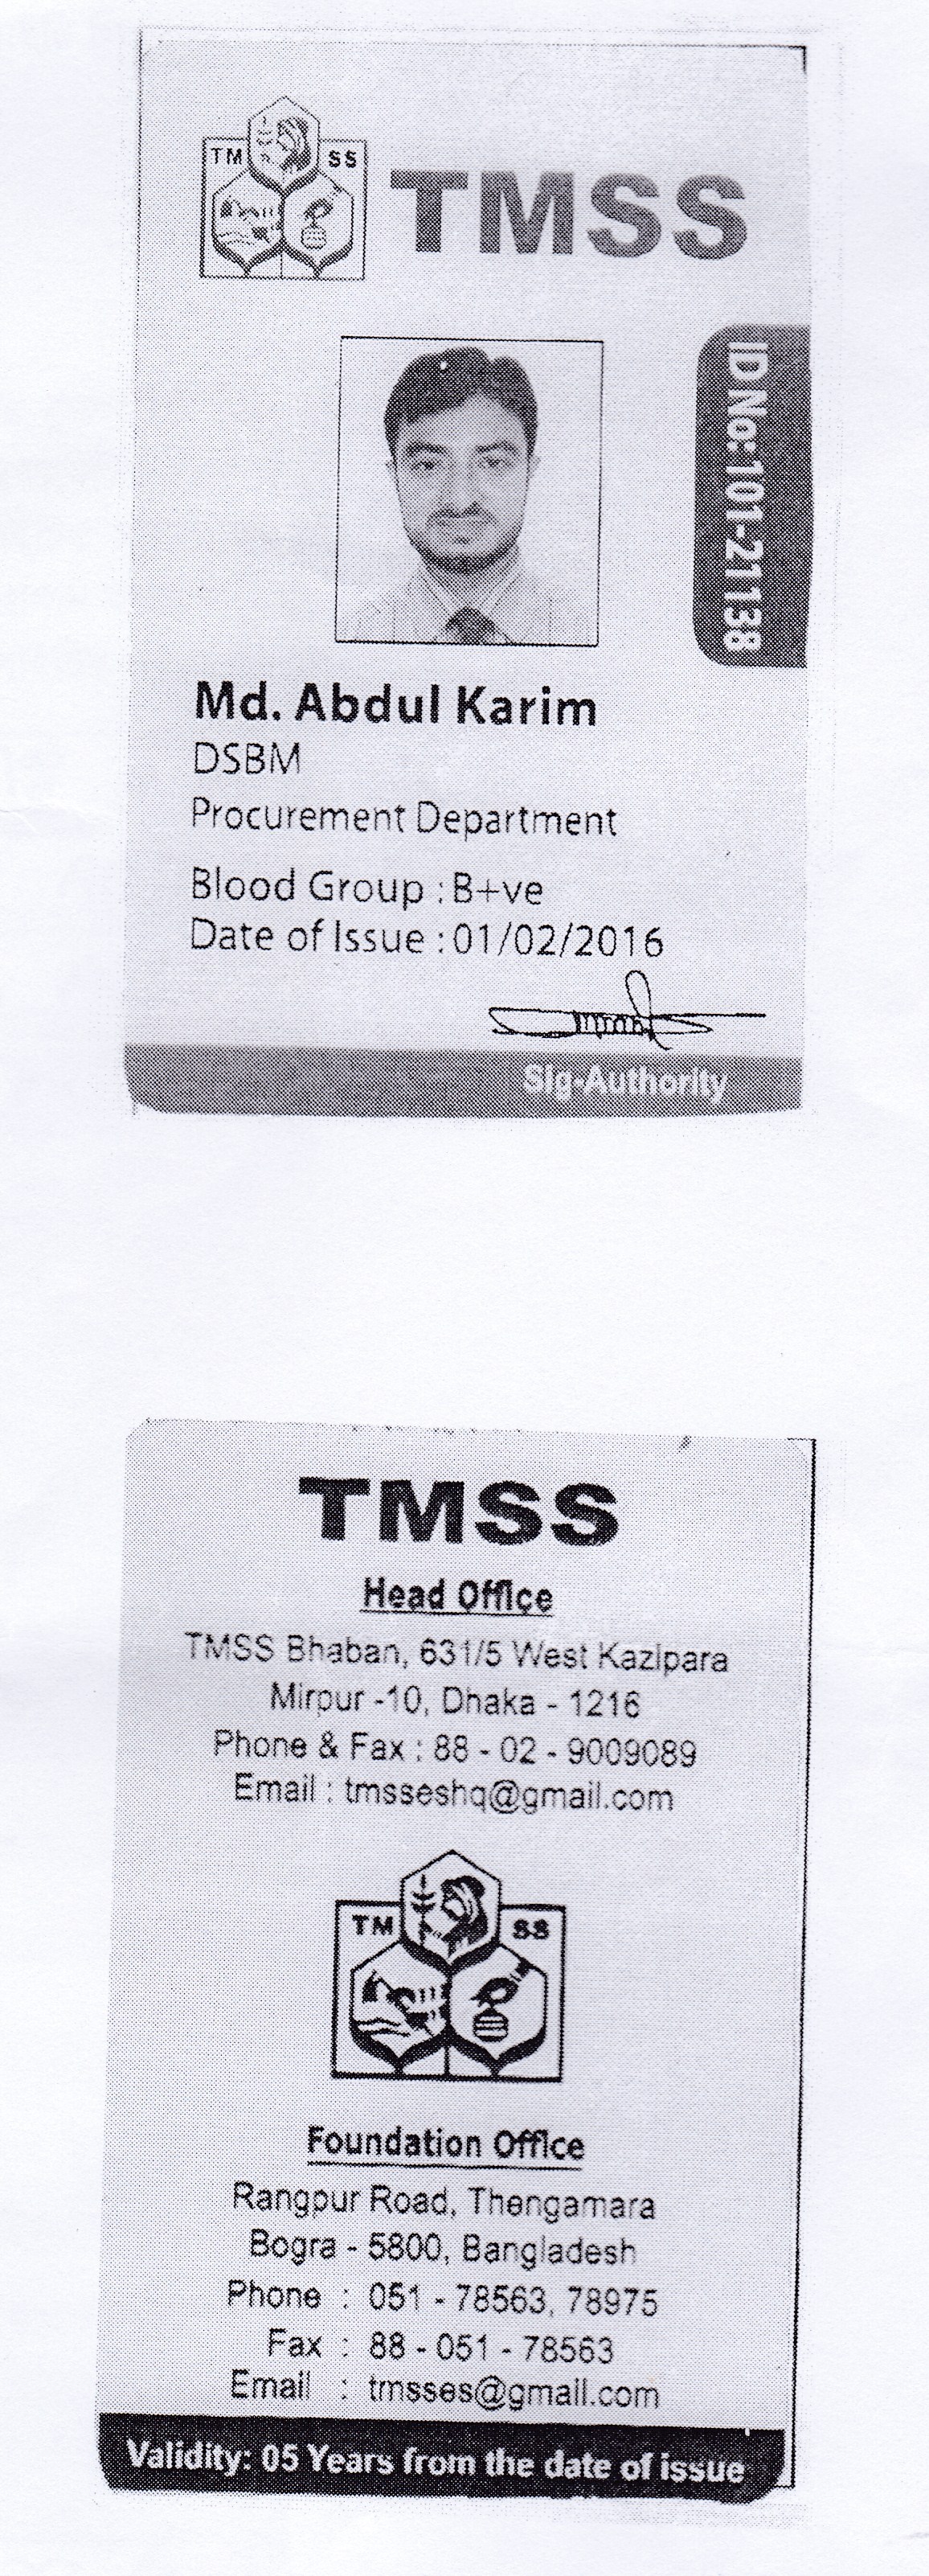 TM SS
TMSS
ID No: 101-21138
Md. Abdul Karim
DSBM
Procurement Department
Blood Group : B+ve
Date of Issue : 01/02/2016
Sig-Authority
TMSS
Head Office
TMSS Bhaban, 631/5 West Kazipara
Mirpur -10, Dhaka - 1216
Phone & Fax : 88 - 02 - 9009089
Email : tmsseshq@gmail.com
TM SS
Foundation Office
Rangpur Road, Thengamara
Bogra - 5800, Bangladesh
Phone : 051 - 78563, 78975
Fax : 88 - 051 - 78563
Email : tmsses@gmail.com
Validity: 05 Years from the date of issue